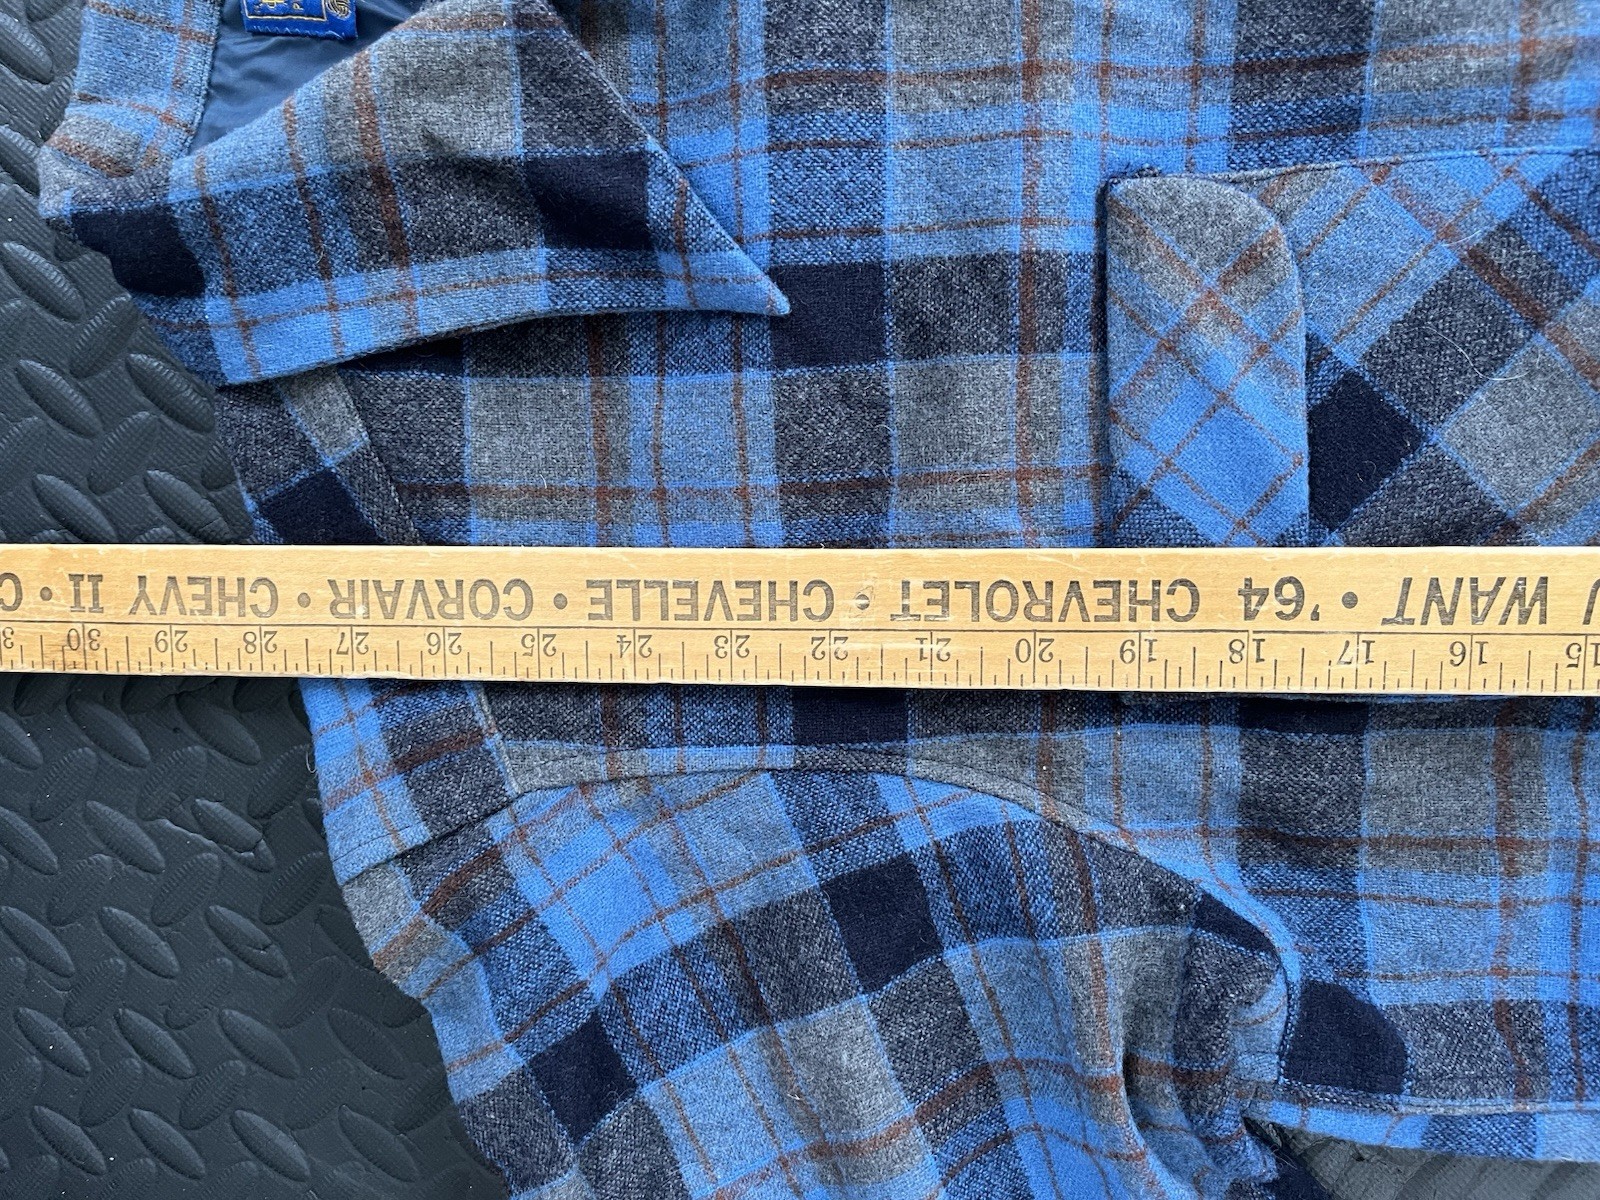 U WANT • '64 CHEVROLET • CHEVELLE • CORVAIR • CHEVY II • C
15 16 17 18 19 20 21 22 23 24 25 26 27 28 29 30 3